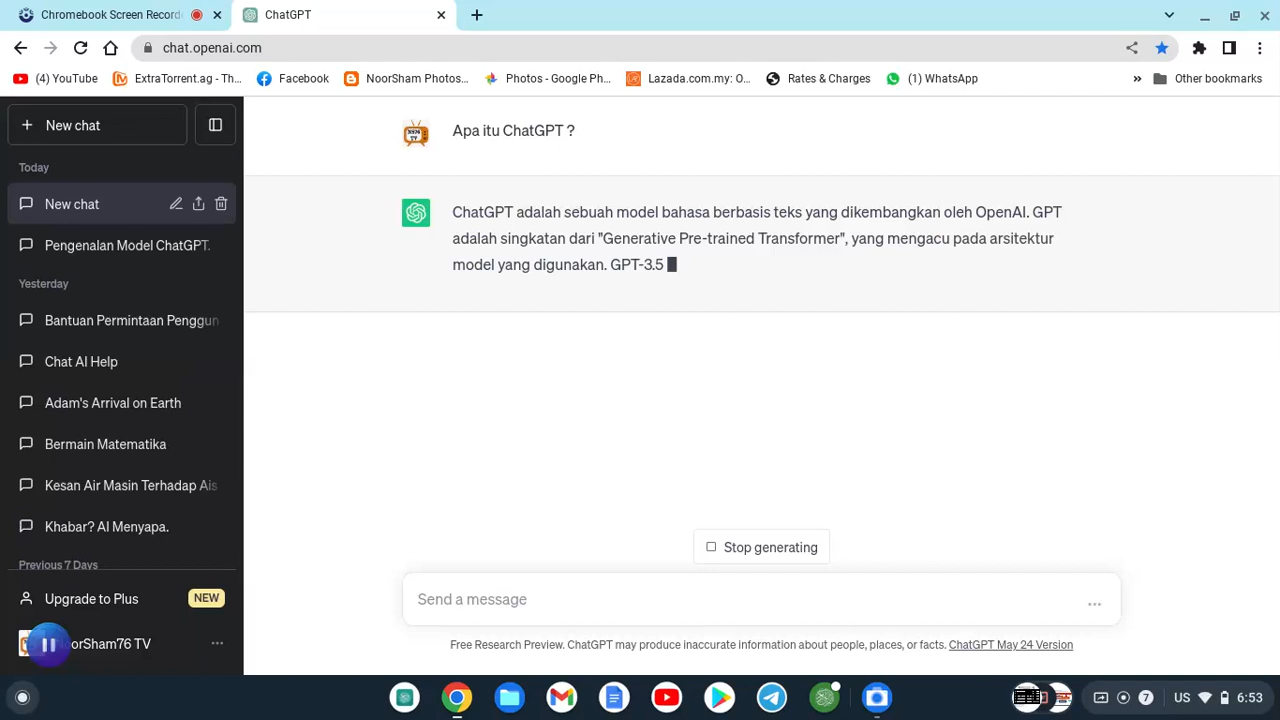 Chromebook Screen Record
ChatGPT
chat.openai.com
(4) YouTube
ExtraTorrent.ag - Th...
Facebook
NoorSham Photos...
Photos - Google Ph...
Lazada.com.my: O...
Rates & Charges
(1) WhatsApp
»
Other bookmarks
+ New chat
Today
New chat
Pengenalan Model ChatGPT.
Yesterday
Bantuan Permintaan Penggun
Chat AI Help
Adam's Arrival on Earth
Bermain Matematika
Kesan Air Masin Terhadap Ais
Khabar? AI Menyapa.
Previous 7 Days
Upgrade to Plus
NEW
NoorSham76 TV
Apa itu ChatGPT ?
ChatGPT adalah sebuah model bahasa berbasis teks yang dikembangkan oleh OpenAI. GPT
adalah singkatan dari "Generative Pre-trained Transformer", yang mengacu pada arsitektur
model yang digunakan. GPT-3.5
Stop generating
Send a message
Free Research Preview. ChatGPT may produce inaccurate information about people, places, or facts. ChatGPT May 24 Version
7
US
6:53